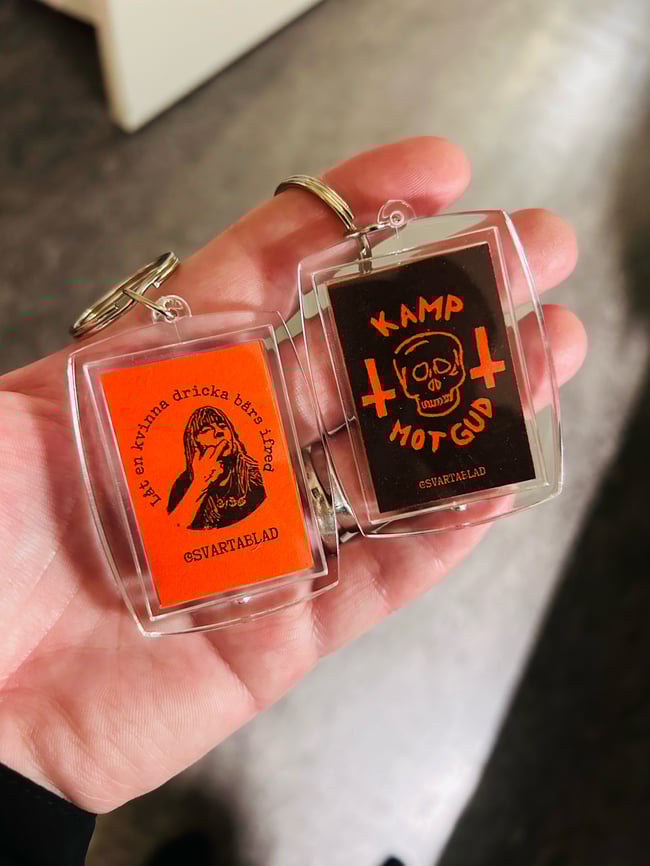 Låt en kvinna dricka bärs ifred
@SVARTABLAD
KAMP
MOT GUD
@SVARTABLAD